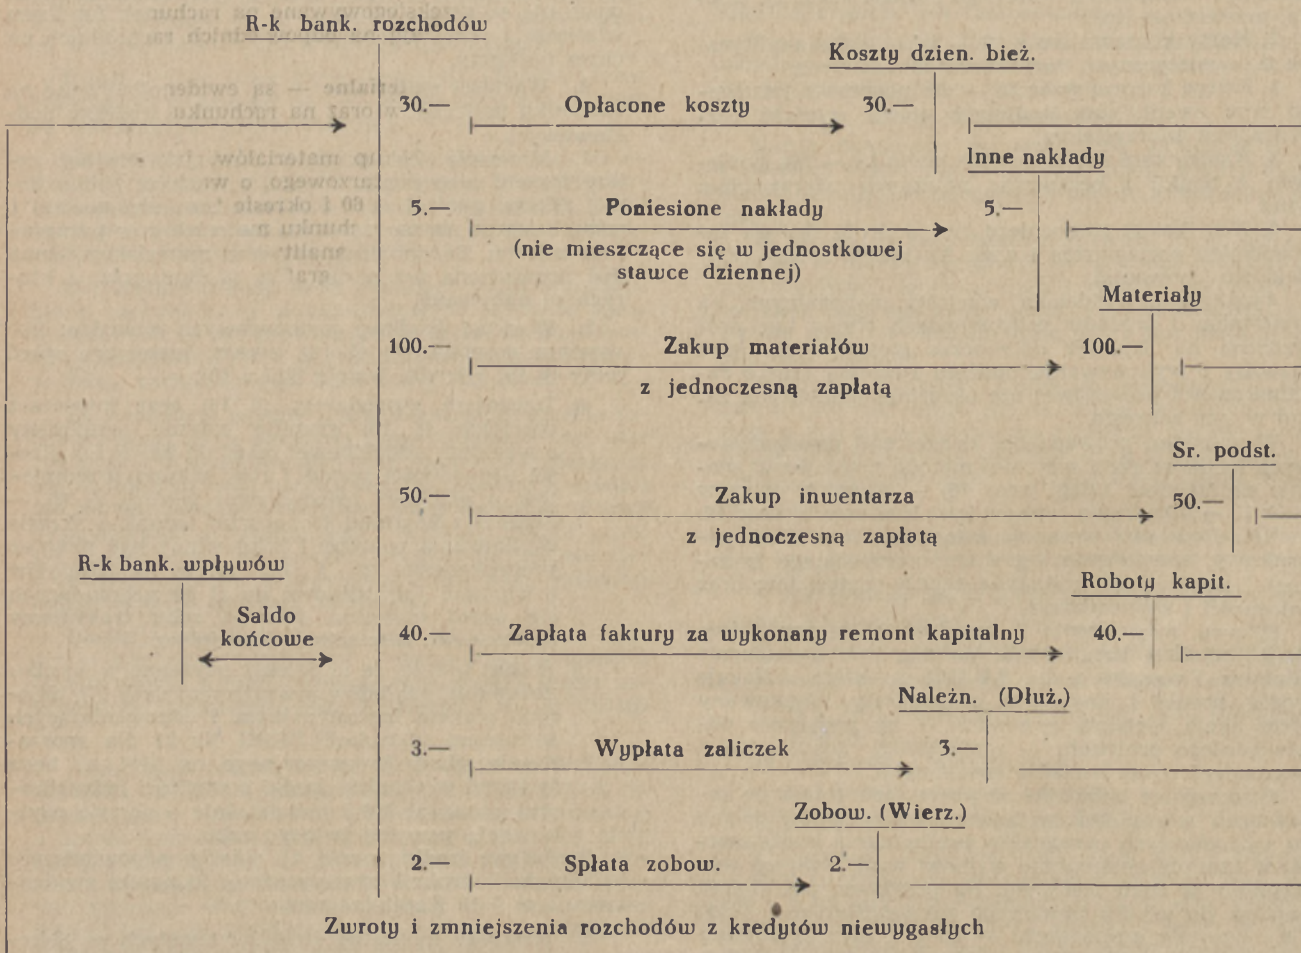 R-k bank. rozchodów
Koszty dzien. bież.
30.— Opłacone koszty 30.—
Inne nakłady
5.— Poniesione nakłady 5.—
(nie mieszczące się w jednostkowej
stawce dziennej)
Materiały
100.— Zakup materiałów 100.—
z jednoczesną zapłatą
Sr. podst.
50.— Zakup inwentarza 50.—
z jednoczesną zapłatą
R-k bank. wpływów
Roboty kapit.
Saldo
końcowe
40.— Zapłata faktury za wykonany remont kapitalny 40.—
Należn. (Dłuż.)
3.— Wypłata zaliczek 3.—
Zobow. (Wierz.)
2.— Spłata zobow. 2.—
Zwroty i zmniejszenia rozchodów z kredytów niewygasłych